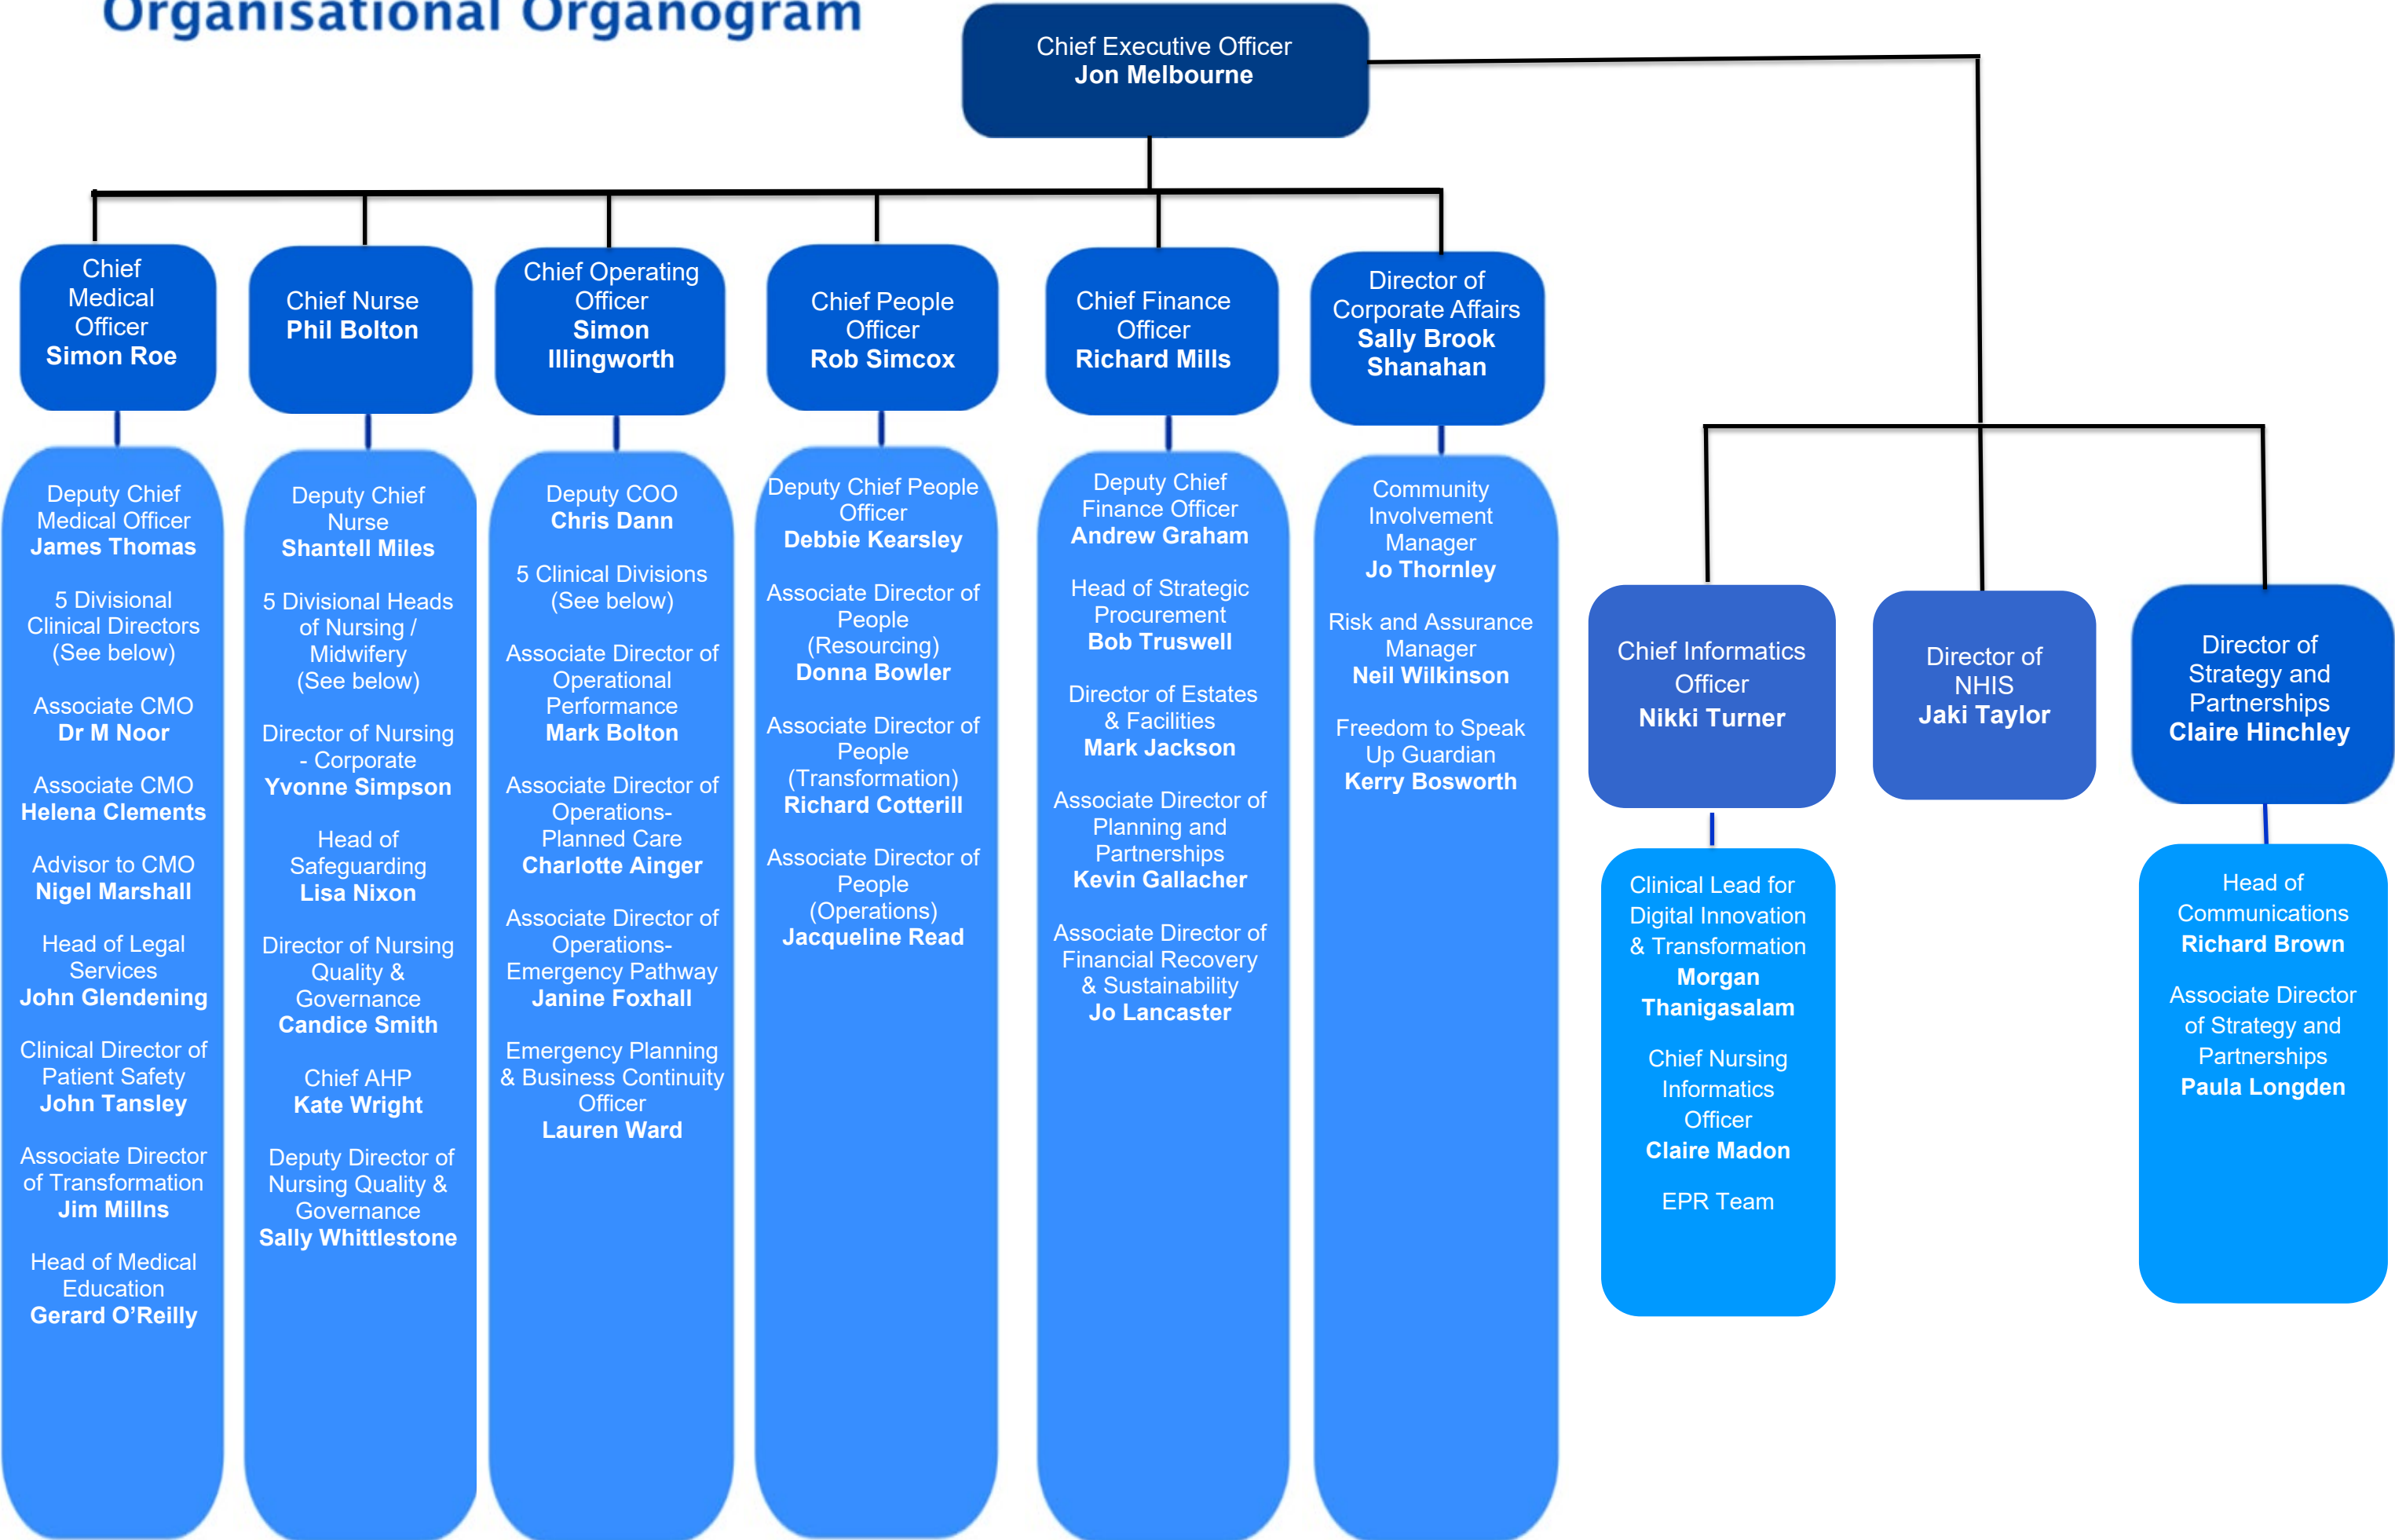 Organisational Organogram
Chief Executive Officer
Jon Melbourne
Chief
Medical
Officer
Simon Roe
Chief Nurse
Phil Bolton
Chief Operating
Officer
Simon
Illingworth
Chief People
Officer
Rob Simcox
Chief Finance
Officer
Richard Mills
Director of
Corporate Affairs
Sally Brook
Shanahan
Deputy Chief
Medical Officer
James Thomas
5 Divisional
Clinical Directors
(See below)
Associate CMO
Dr M Noor
Associate CMO
Helena Clements
Advisor to CMO
Nigel Marshall
Head of Legal
Services
John Glendening
Clinical Director of
Patient Safety
John Tansley
Associate Director
of Transformation
Jim Millns
Head of Medical
Education
Gerard O’Reilly
Deputy Chief
Nurse
Shantell Miles
5 Divisional Heads
of Nursing /
Midwifery
(See below)
Director of Nursing
- Corporate
Yvonne Simpson
Head of
Safeguarding
Lisa Nixon
Director of Nursing
Quality &
Governance
Candice Smith
Chief AHP
Kate Wright
Deputy Director of
Nursing Quality &
Governance
Sally Whittlestone
Deputy COO
Chris Dann
5 Clinical Divisions
(See below)
Associate Director of
Operational
Performance
Mark Bolton
Associate Director of
Operations-
Planned Care
Charlotte Ainger
Associate Director of
Operations-
Emergency Pathway
Janine Foxhall
Emergency Planning
& Business Continuity
Officer
Lauren Ward
Deputy Chief People
Officer
Debbie Kearsley
Associate Director of
People
(Resourcing)
Donna Bowler
Associate Director of
People
(Transformation)
Richard Cotterill
Associate Director of
People
(Operations)
Jacqueline Read
Deputy Chief
Finance Officer
Andrew Graham
Head of Strategic
Procurement
Bob Truswell
Director of Estates
& Facilities
Mark Jackson
Associate Director of
Planning and
Partnerships
Kevin Gallacher
Associate Director of
Financial Recovery
& Sustainability
Jo Lancaster
Community
Involvement
Manager
Jo Thornley
Risk and Assurance
Manager
Neil Wilkinson
Freedom to Speak
Up Guardian
Kerry Bosworth
Chief Informatics
Officer
Nikki Turner
Director of
NHIS
Jaki Taylor
Director of
Strategy and
Partnerships
Claire Hinchley
Clinical Lead for
Digital Innovation
& Transformation
Morgan
Thanigasalam
Chief Nursing
Informatics
Officer
Claire Madon
EPR Team
Head of
Communications
Richard Brown
Associate Director
of Strategy and
Partnerships
Paula Longden